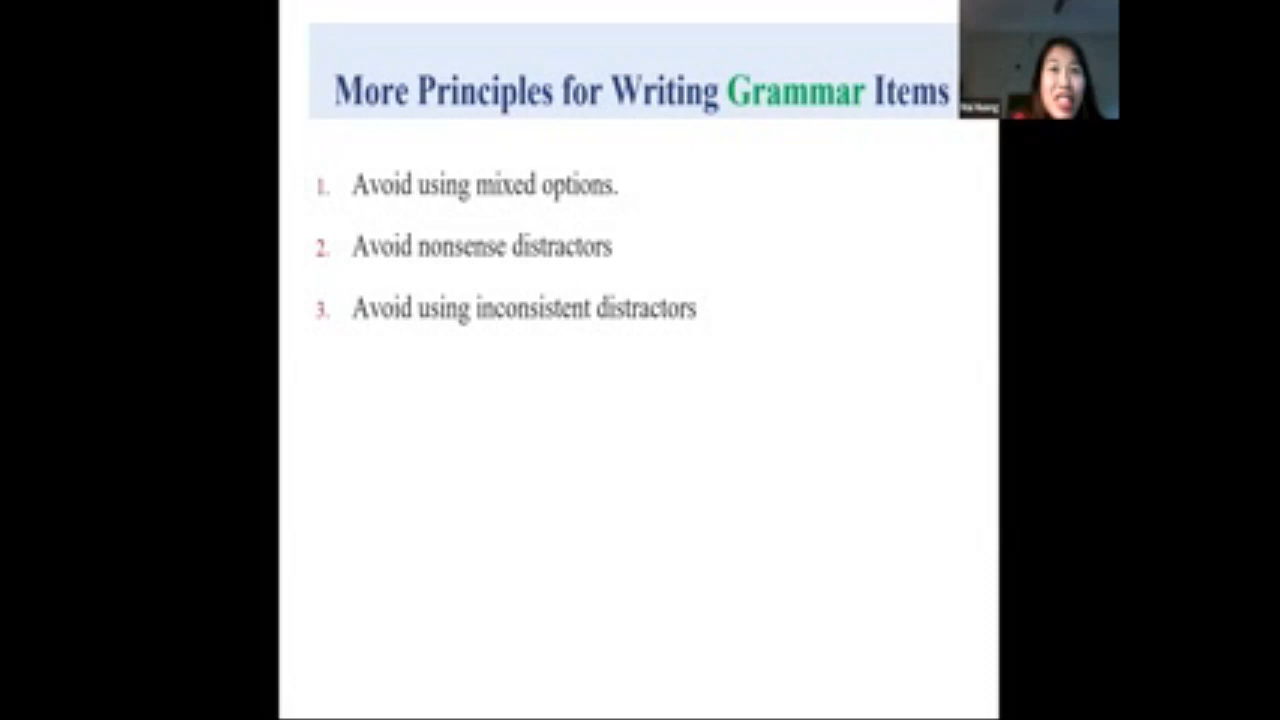 More Principles for Writing Grammar Items
1. Avoid using mixed options.
2. Avoid nonsense distractors
3. Avoid using inconsistent distractors